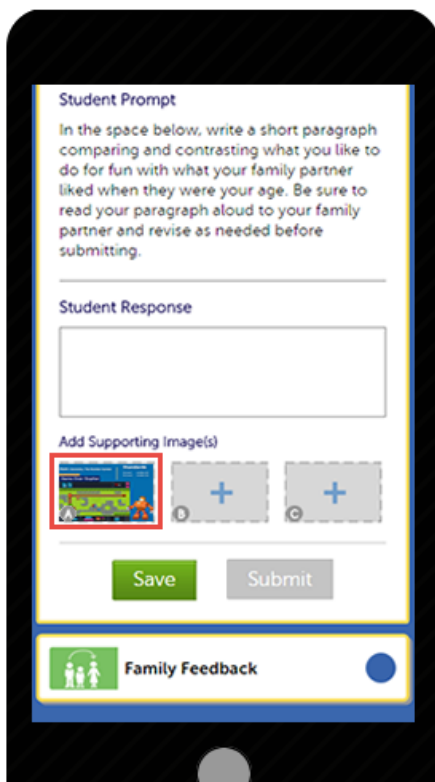 Student Prompt
In the space below, write a short paragraph
comparing and contrasting what you like to
do for fun with what your family partner
liked when they were your age. Be sure to
read your paragraph aloud to your family
partner and revise as needed before
submitting.
Student Response
Add Supporting Image(s)
A
B
C
Save
Submit
Family Feedback